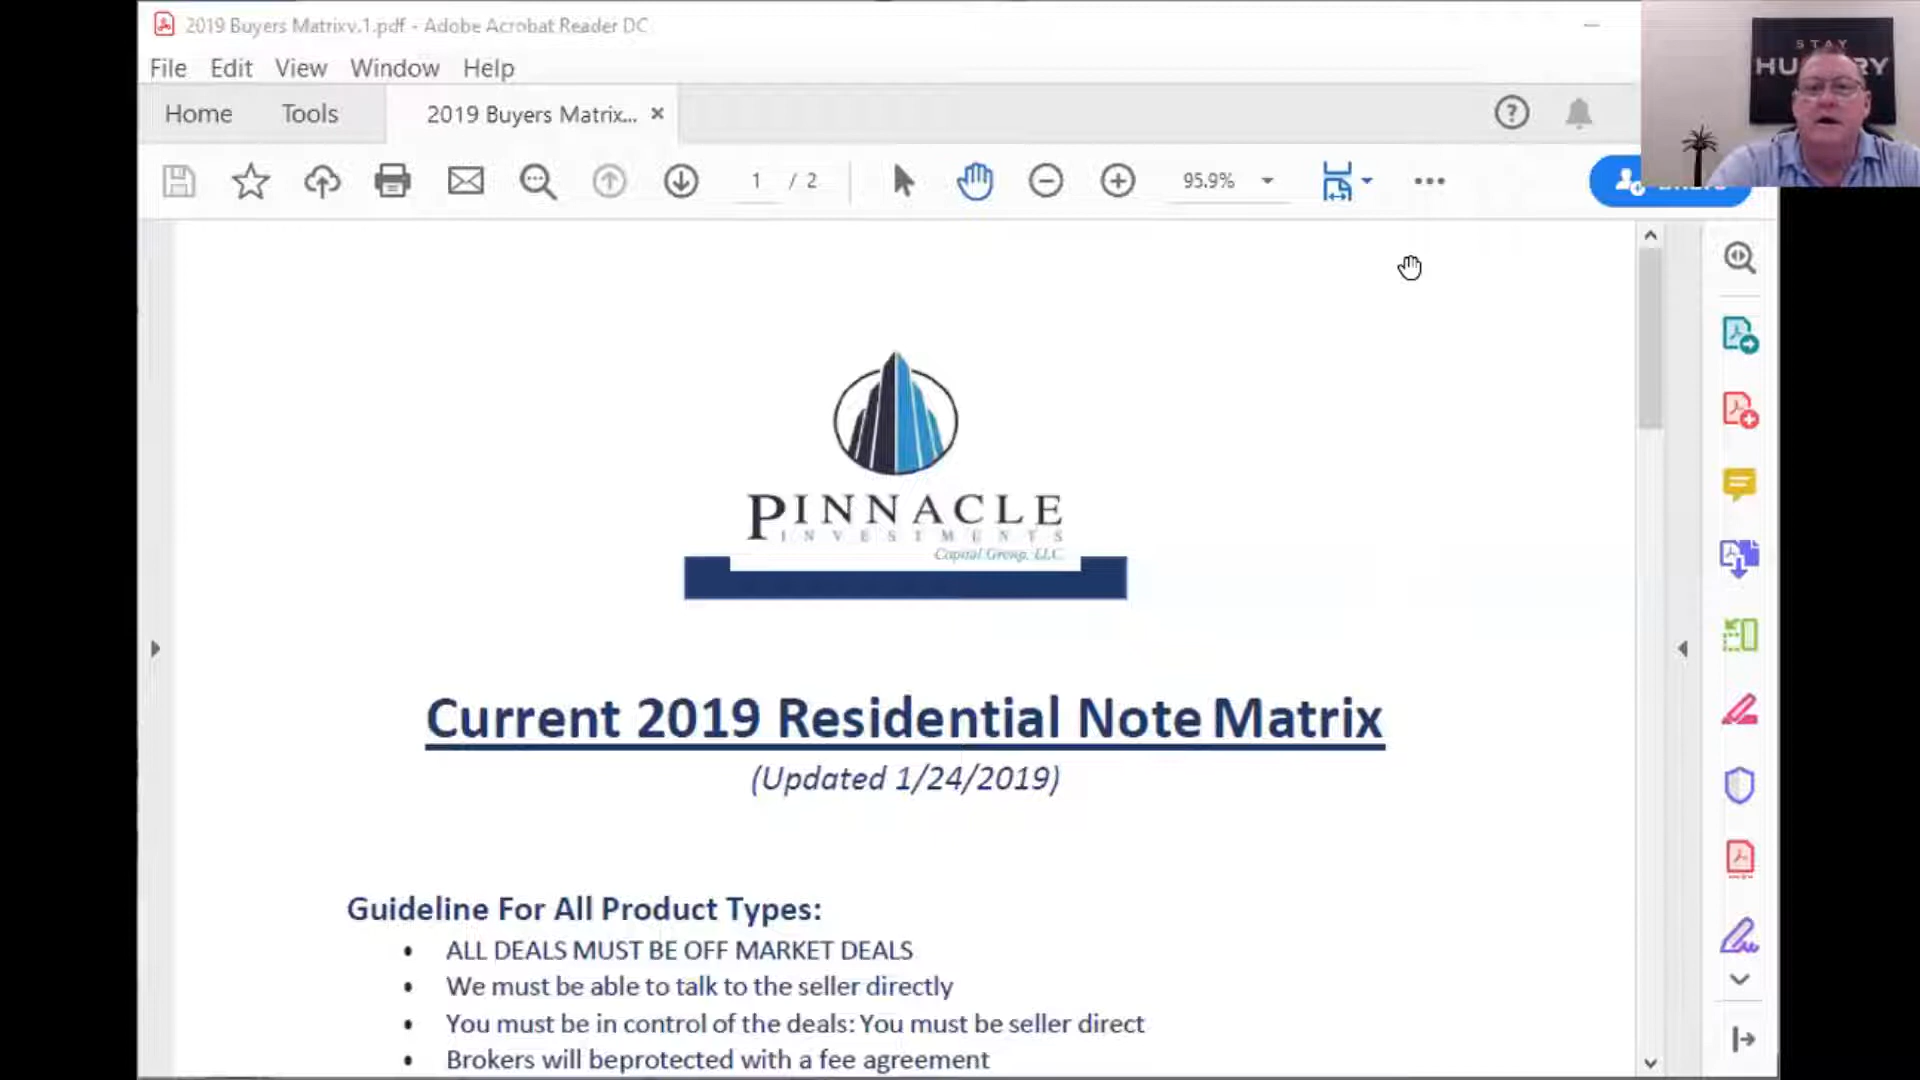 2019 Buyers Matrixv.1.pdf - Adobe Acrobat Reader DC
File Edit View Window Help
Home Tools 2019 Buyers Matrix...
1 / 2 95.9%
STAY
HU RY
PINNACLE
INVESTMENTS
Capital Group, LLC
Current 2019 Residential Note Matrix
(Updated 1/24/2019)
Guideline For All Product Types:
• ALL DEALS MUST BE OFF MARKET DEALS
• We must be able to talk to the seller directly
• You must be in control of the deals: You must be seller direct
• Brokers will beprotected with a fee agreement